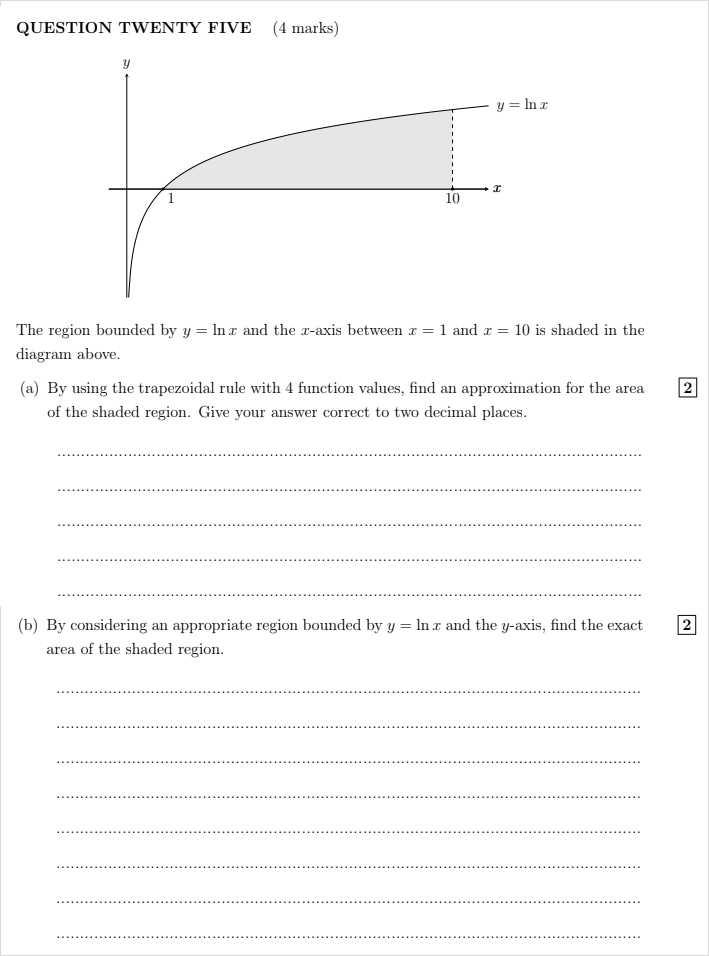 QUESTION TWENTY FIVE (4 marks)
y
y = ln x
x
1
10
The region bounded by y = ln x and the x-axis between x = 1 and x = 10 is shaded in the
diagram above.
(a) By using the trapezoidal rule with 4 function values, find an approximation for the area 2
of the shaded region. Give your answer correct to two decimal places.
(b) By considering an appropriate region bounded by y = ln x and the y-axis, find the exact 2
area of the shaded region.